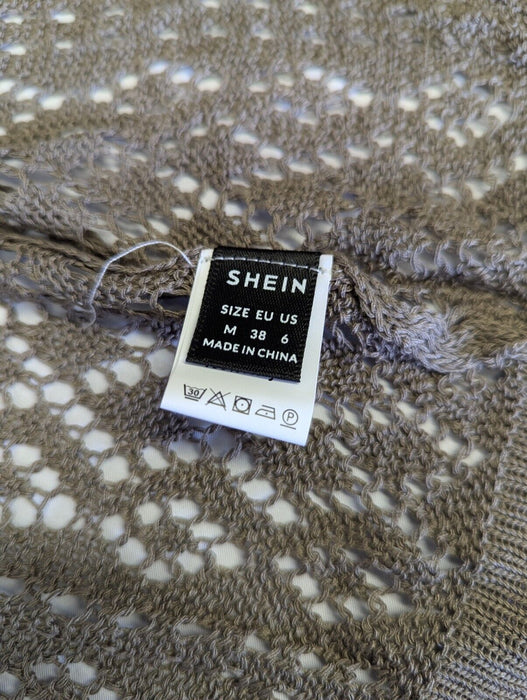 SHEIN
SIZE EU US
M 38 6
MADE IN CHINA
30 P